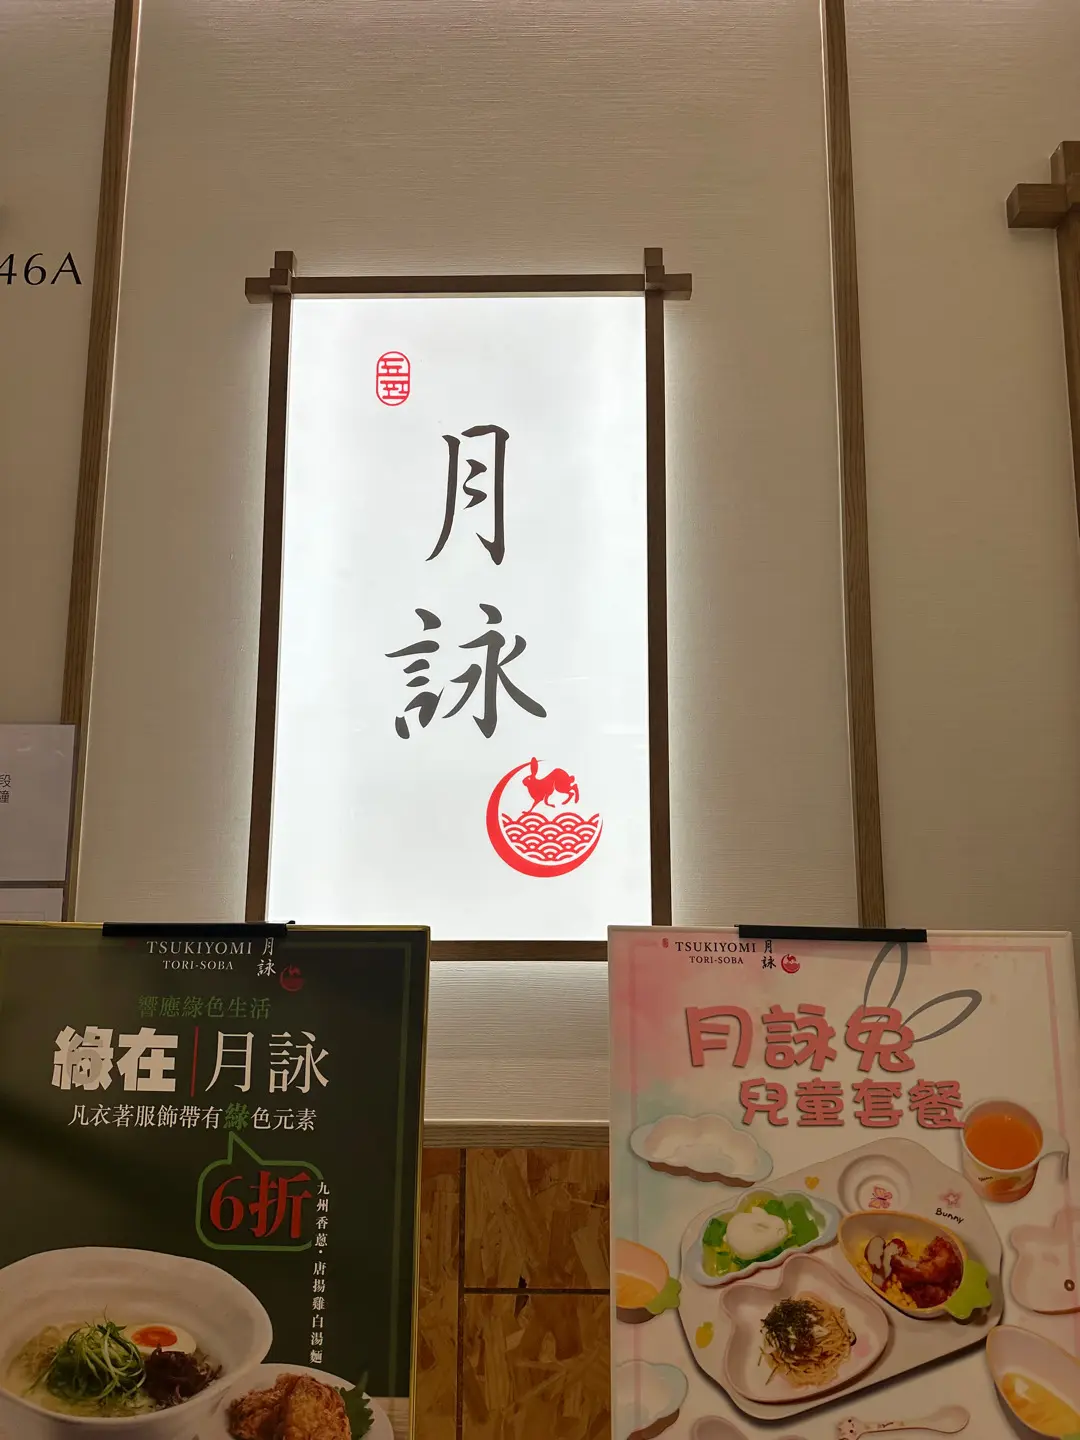 46A
月詠
段
鐘
TSUKIYOMI 月詠
TORI-SOBA
響應綠色生活
綠在|月詠
凡衣著服飾帶有綠色元素
6折
九州香蔥·唐揚雞白湯麵
TSUKIYOMI 月詠
TORI-SOBA
月詠兔
兒童套餐
Bunny